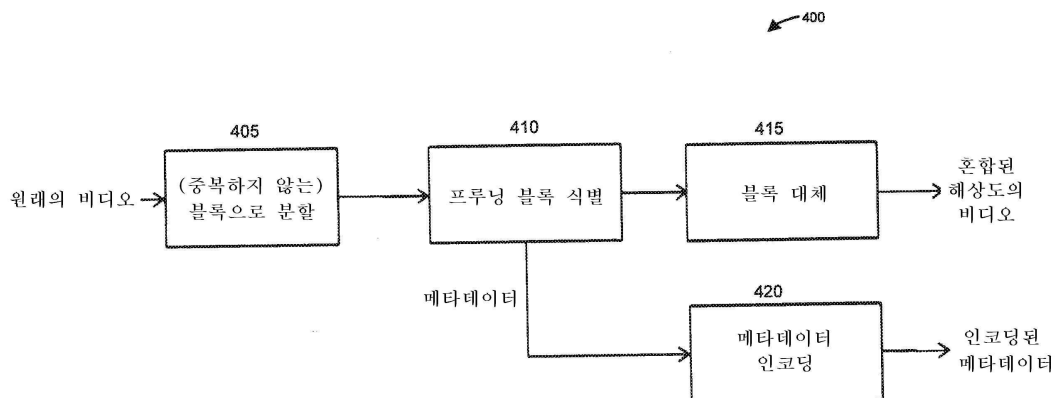 400
405
(중복하지 않는)
블록으로 분할
410
프루닝 블록 식별
415
블록 대체
원래의 비디오
혼합된
해상도의
비디오
메타데이터
420
메타데이터
인코딩
인코딩된
메타데이터